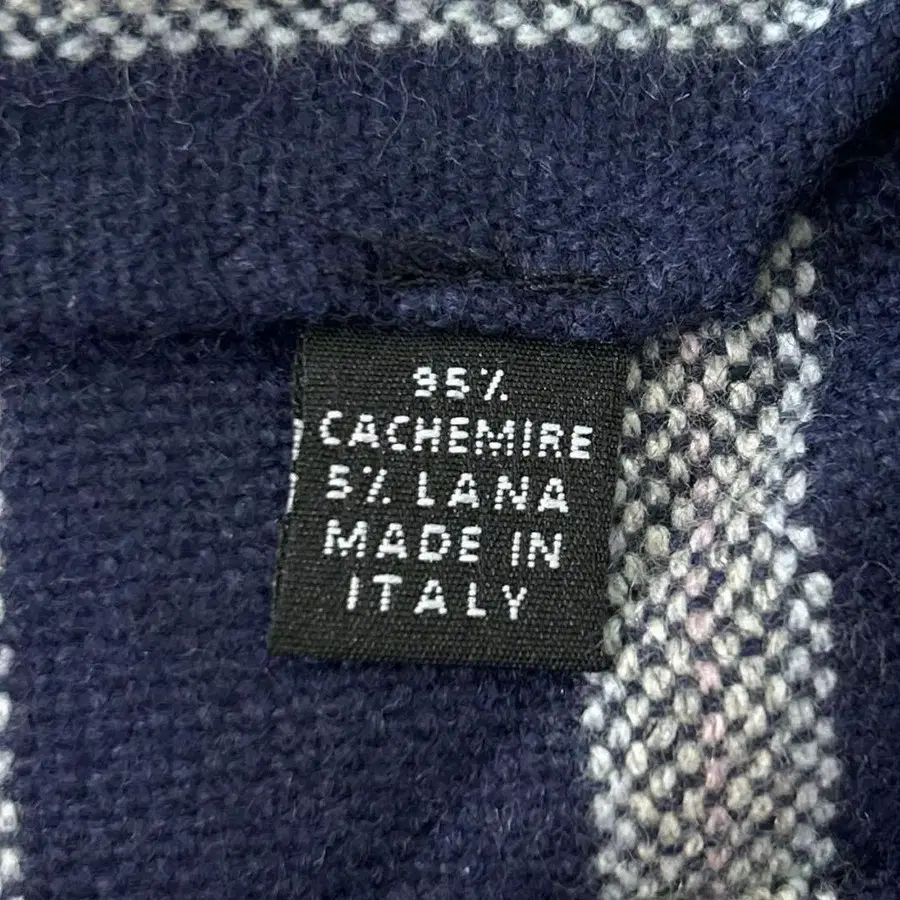 95%
CACHEMIRE
5% LANA
MADE IN
ITALY